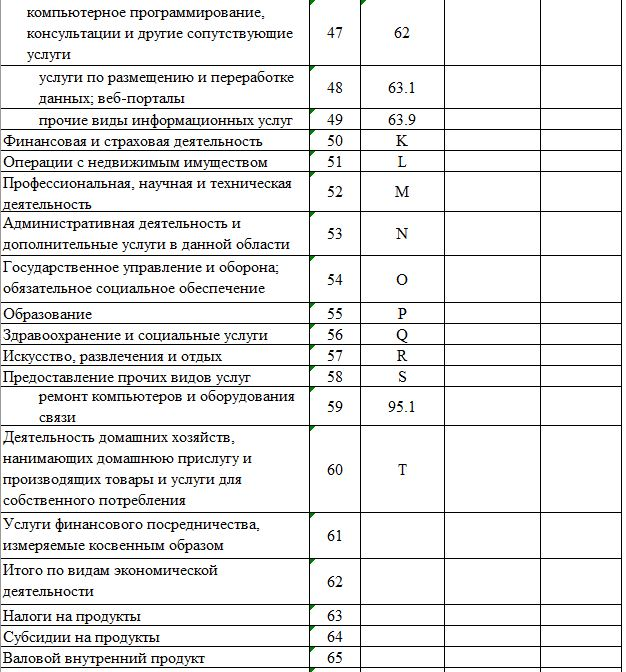 компьютерное программирование,
консультации и другие сопутствующие
услуги 47 62
услуги по размещению и переработке
данных; веб-порталы 48 63.1
прочие виды информационных услуг 49 63.9
Финансовая и страховая деятельность 50 K
Операции с недвижимым имуществом 51 L
Профессиональная, научная и техническая
деятельность 52 M
Административная деятельность и
дополнительные услуги в данной области 53 N
Государственное управление и оборона;
обязательное социальное обеспечение 54 O
Образование 55 P
Здравоохранение и социальные услуги 56 Q
Искусство, развлечения и отдых 57 R
Предоставление прочих видов услуг 58 S
ремонт компьютеров и оборудования
связи 59 95.1
Деятельность домашних хозяйств,
нанимающих домашнюю прислугу и
производящих товары и услуги для
собственного потребления 60 T
Услуги финансового посредничества,
измеряемые косвенным образом 61
Итого по видам экономической
деятельности 62
Налоги на продукты 63
Субсидии на продукты 64
Валовой внутренний продукт 65